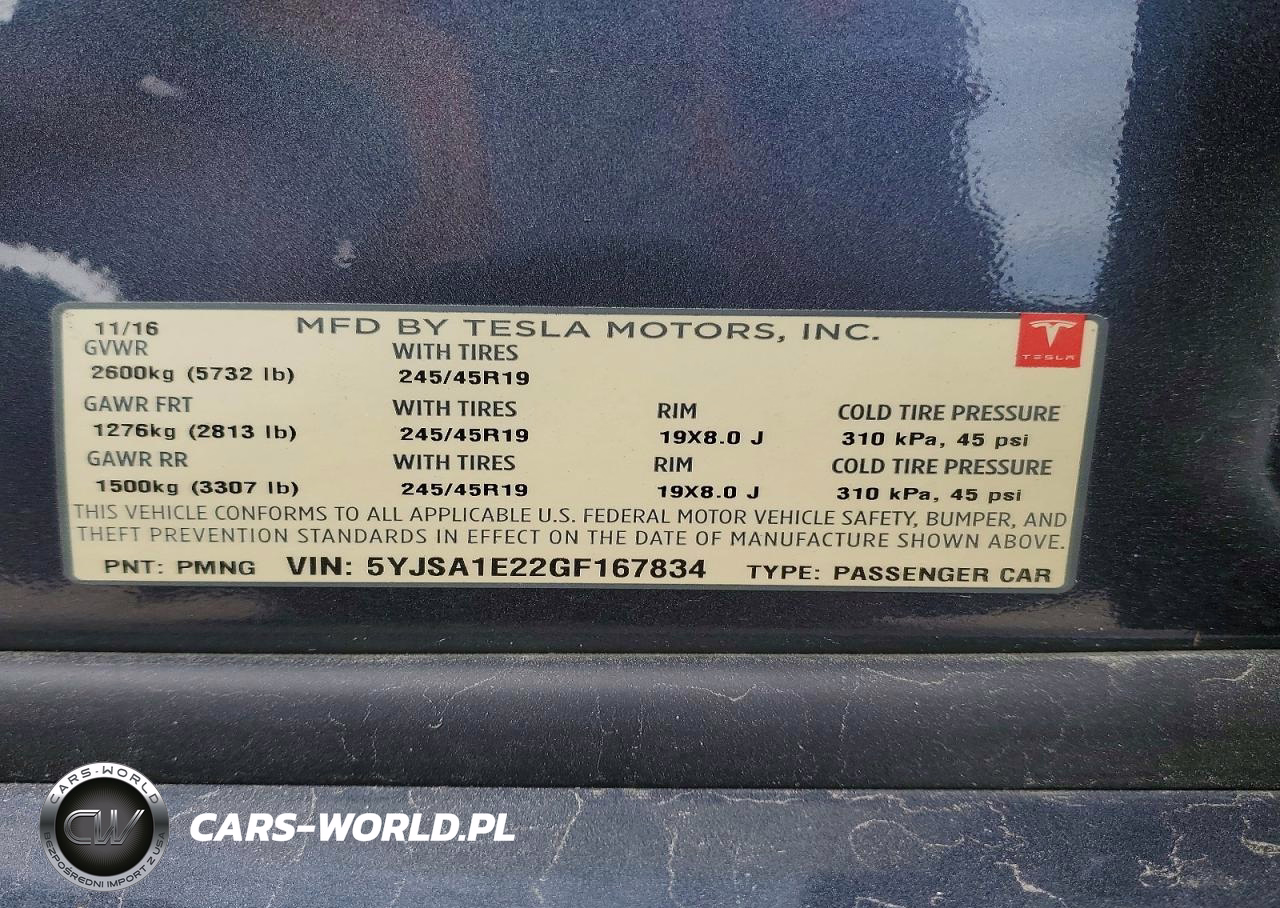 11/16 MFD BY TESLA MOTORS, INC.
TESLA
GVWR WITH TIRES
2600kg (5732 lb) 245/45R19
GAWR FRT WITH TIRES RIM COLD TIRE PRESSURE
1276kg (2813 lb) 245/45R19 19X8.0 J 310 kPa, 45 psi
GAWR RR WITH TIRES RIM COLD TIRE PRESSURE
1500kg (3307 lb) 245/45R19 19X8.0 J 310 kPa, 45 psi
THIS VEHICLE CONFORMS TO ALL APPLICABLE U.S. FEDERAL MOTOR VEHICLE SAFETY, BUMPER, AND
THEFT PREVENTION STANDARDS IN EFFECT ON THE DATE OF MANUFACTURE SHOWN ABOVE.
PNT: PMNG VIN: 5YJSA1E22GF167834 TYPE: PASSENGER CAR
CARS-WORLD
CW
BEZPOŚREDNI IMPORT Z USA
CARS-WORLD.PL